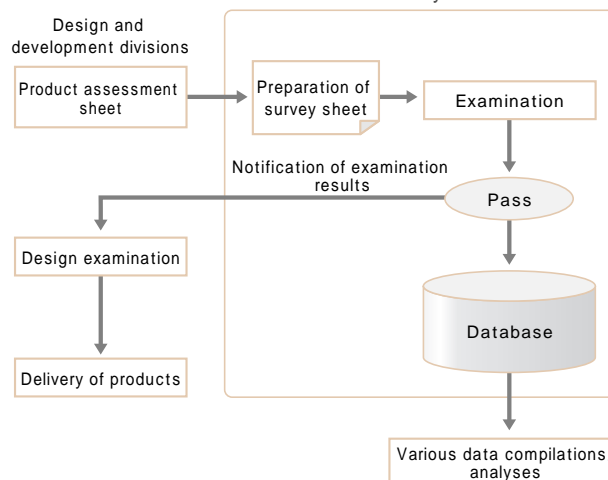 Design and
development divisions
Product assessment
sheet
Preparation of
survey sheet
Examination
Notification of examination
results
Pass
Design examination
Database
Delivery of products
Various data compilations
analyses